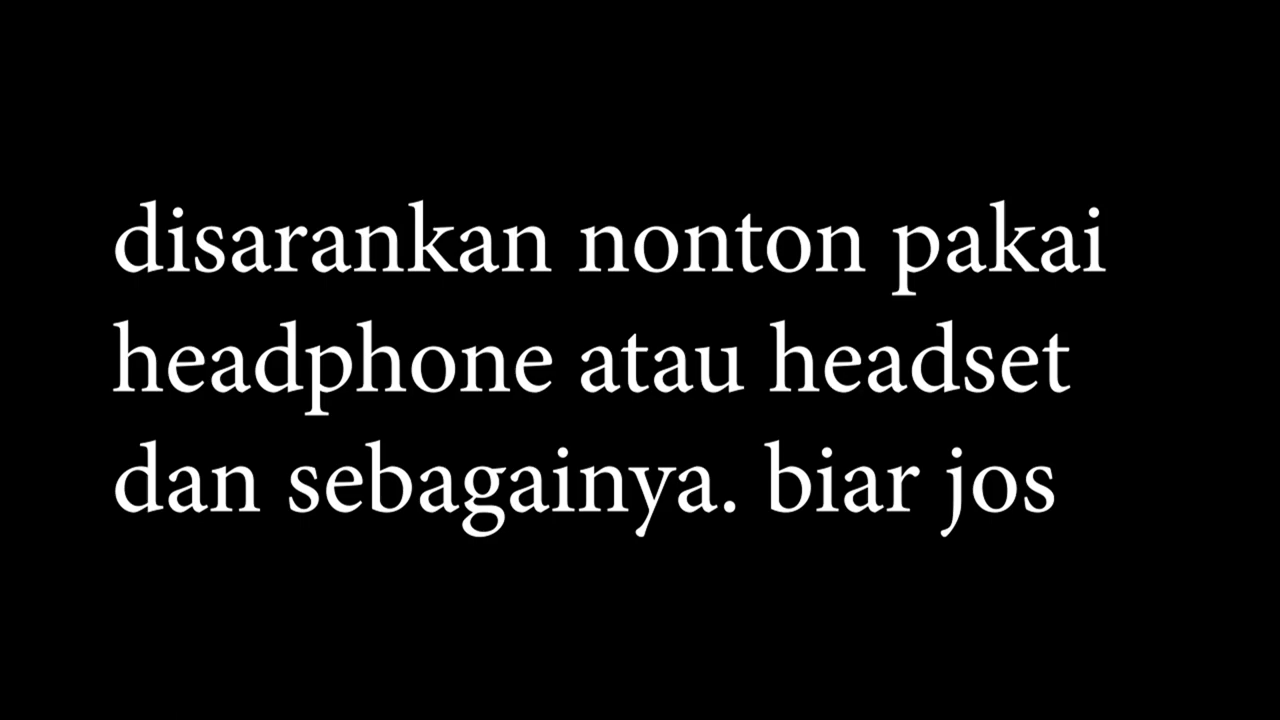 disarankan nonton pakai
headphone atau headset
dan sebagainya. biar jos